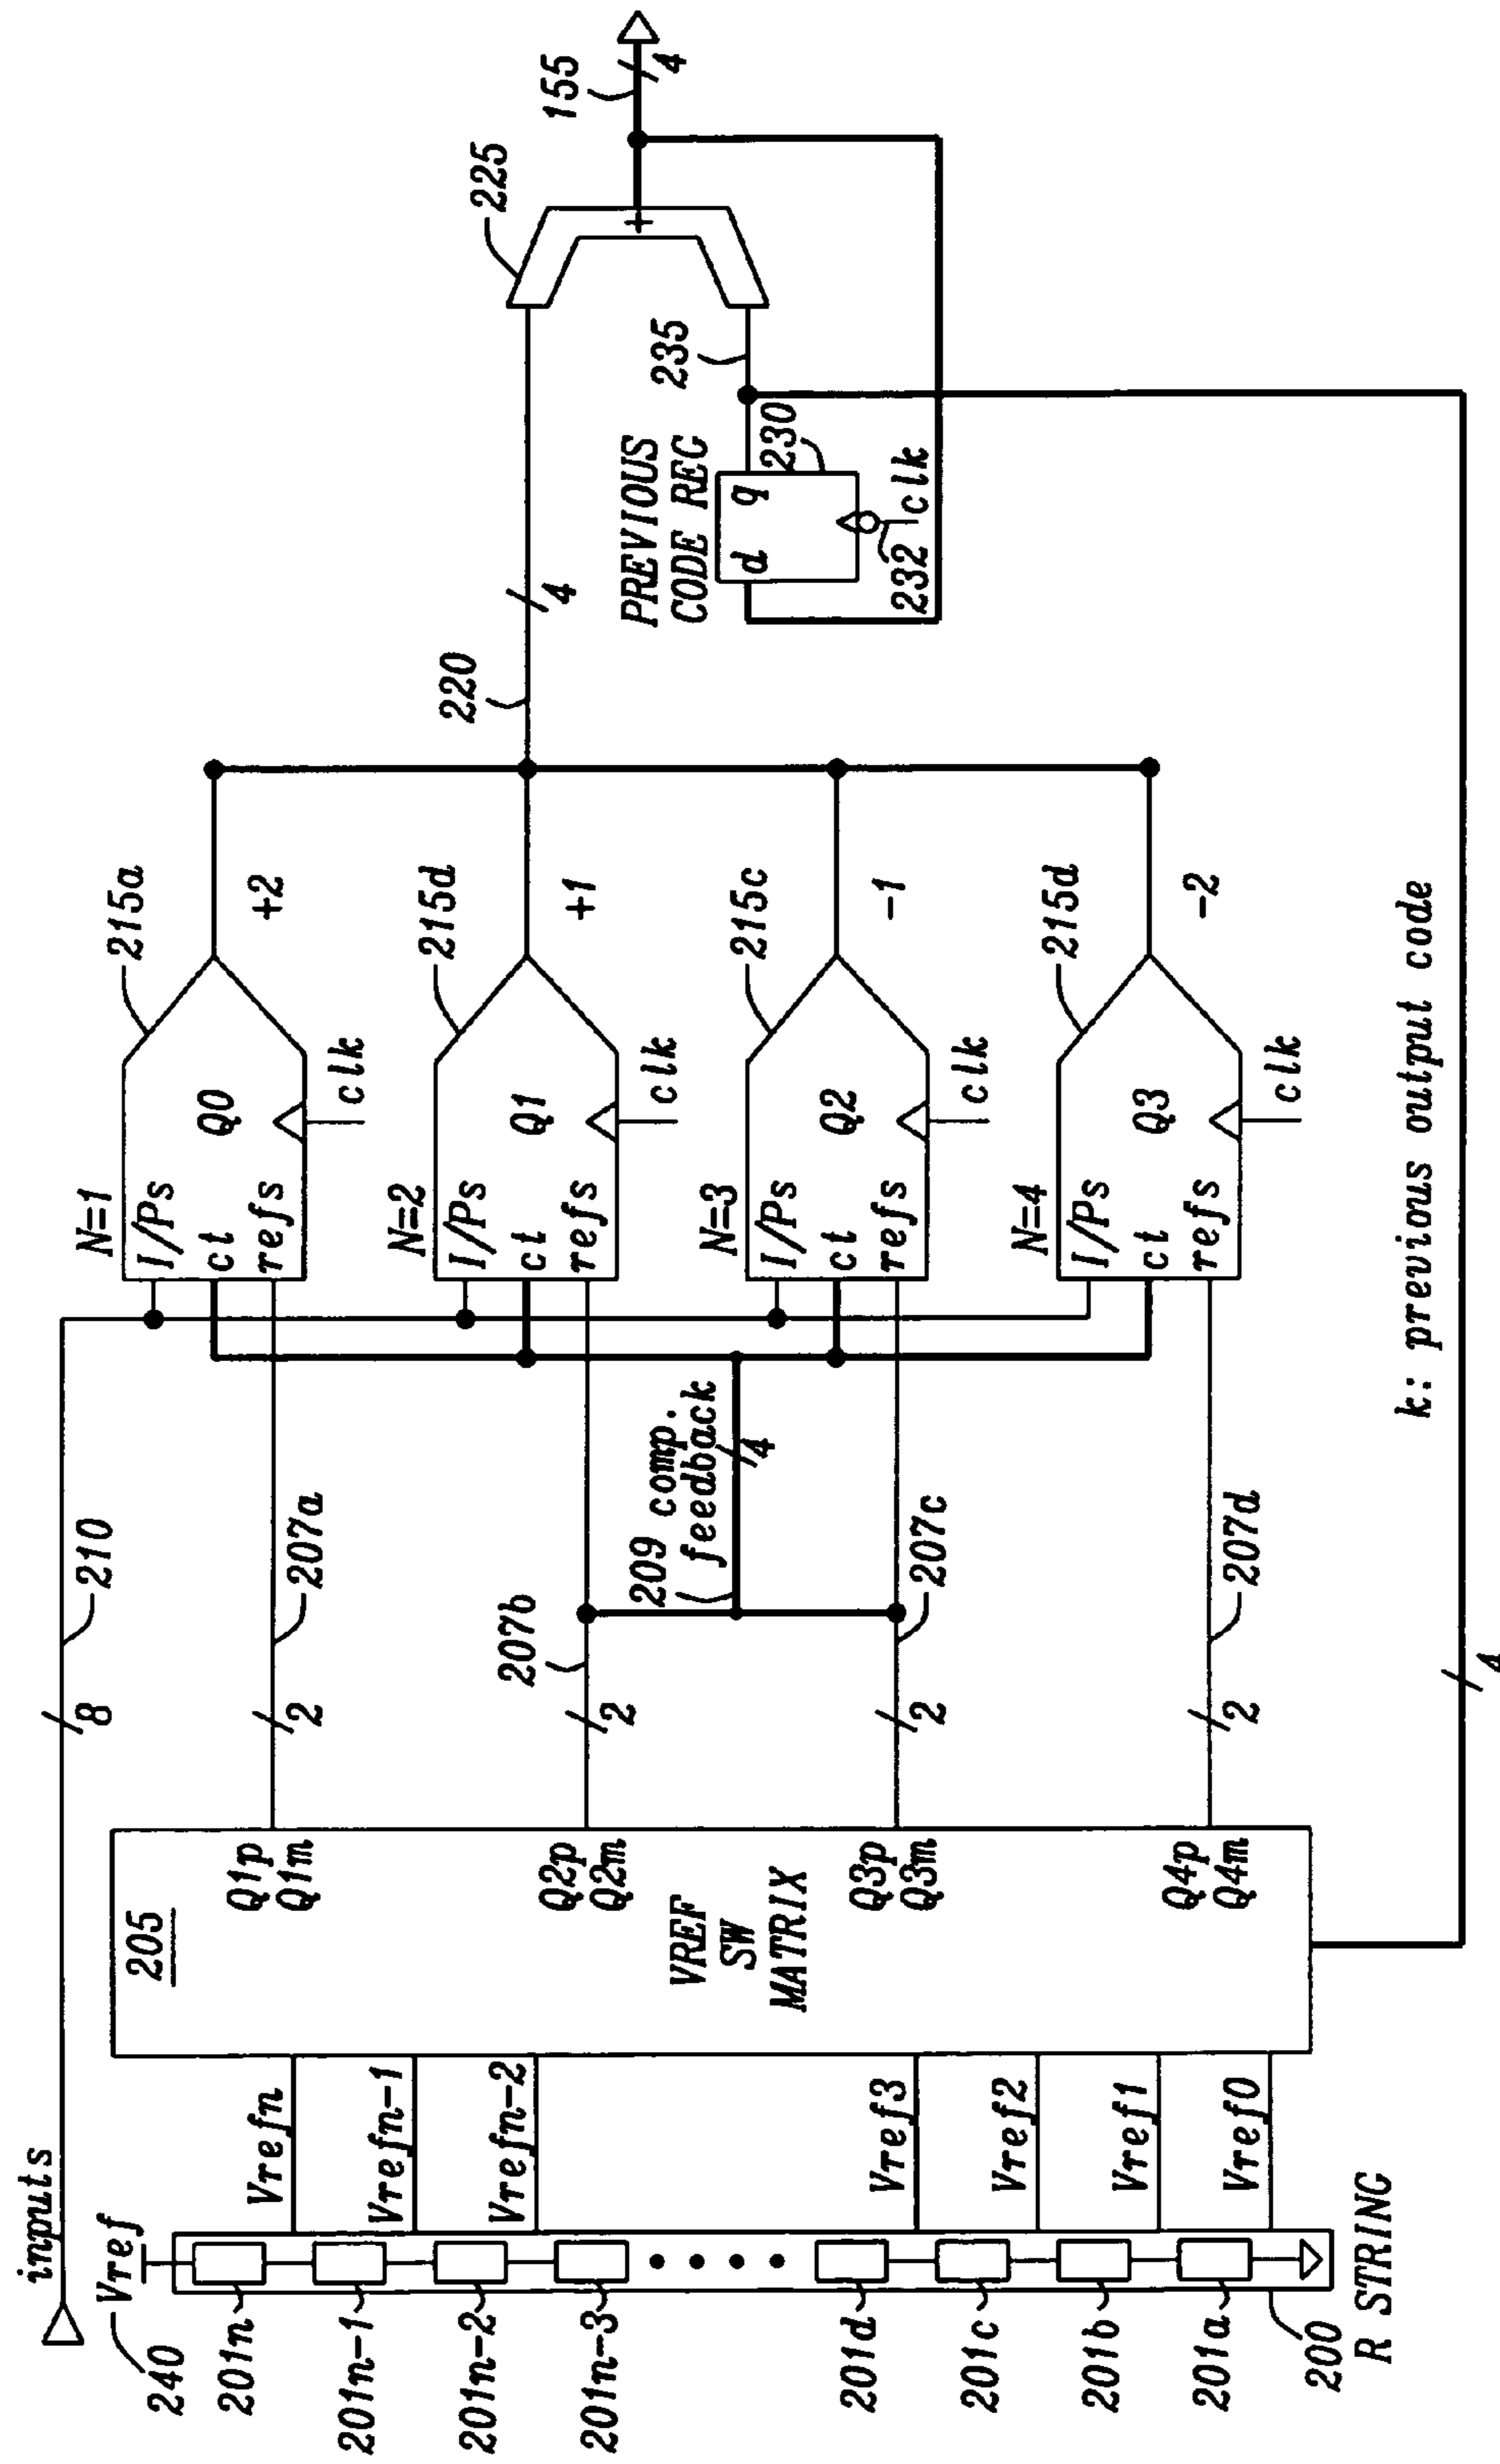 inputs
Vref
240
201n
201n-1
201n-2
201n-3
201d
201c
201b
201a
200
R STRING
Vrefn
Vrefn-1
Vrefn-2
Vref3
Vref2
Vref1
Vref0
205
VREF
SW
MATRIX
Q1p
Q1m
Q2p
Q2m
Q3p
Q3m
Q4p
Q4m
8
210
2
207a
2
207b
2
207c
2
207d
209 comp.
feedback
4
N=1
I/Ps
ct
refs
Q0
clk
215a
+2
N=2
I/Ps
ct
refs
Q1
clk
215d
+1
N=3
I/Ps
ct
refs
Q2
clk
215c
-1
N=4
I/Ps
ct
refs
Q3
clk
215d
-2
220
4
PREVIOUS
CODE REG
d q
230
232
clk
235
225
+
155
4
k: previous output code
4